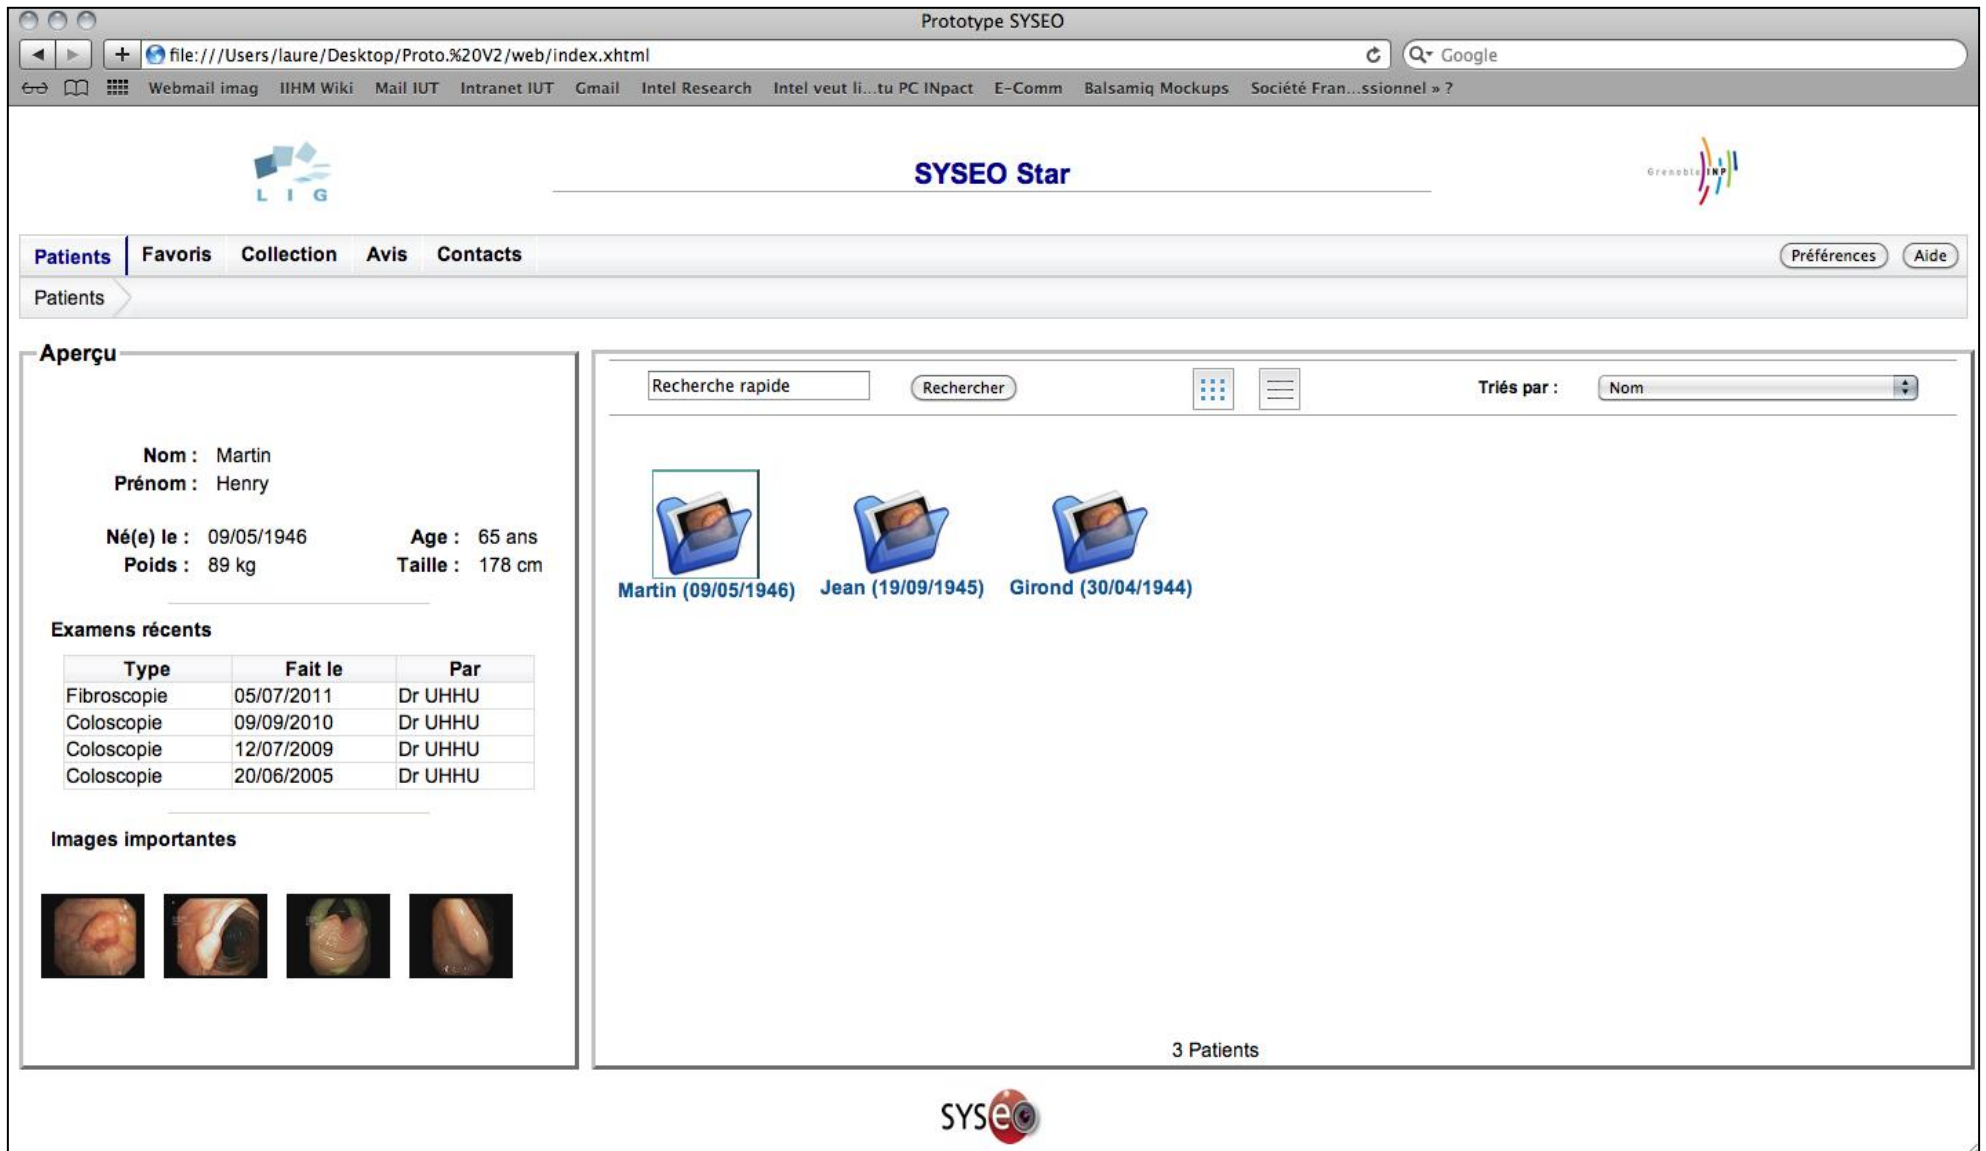 Prototype SYSEO
file:///Users/laure/Desktop/Proto.%20V2/web/index.xhtml
Google
Webmail imag IIHM Wiki Mail IUT Intranet IUT Gmail Intel Research Intel veut li...tu PC INpact E-Comm Balsamiq Mockups Société Fran...ssionnel » ?
LIG
SYSEO Star
Grenoble INP
Patients Favoris Collection Avis Contacts
Préférences Aide
Patients
Aperçu
Nom : Martin
Prénom : Henry
Né(e) le : 09/05/1946 Age : 65 ans
Poids : 89 kg Taille : 178 cm
Examens récents
Type Fait le Par
Fibroscopie 05/07/2011 Dr UHHU
Coloscopie 09/09/2010 Dr UHHU
Coloscopie 12/07/2009 Dr UHHU
Coloscopie 20/06/2005 Dr UHHU
Images importantes
Recherche rapide Rechercher Triés par : Nom
Martin (09/05/1946) Jean (19/09/1945) Girond (30/04/1944)
3 Patients
SYSeo